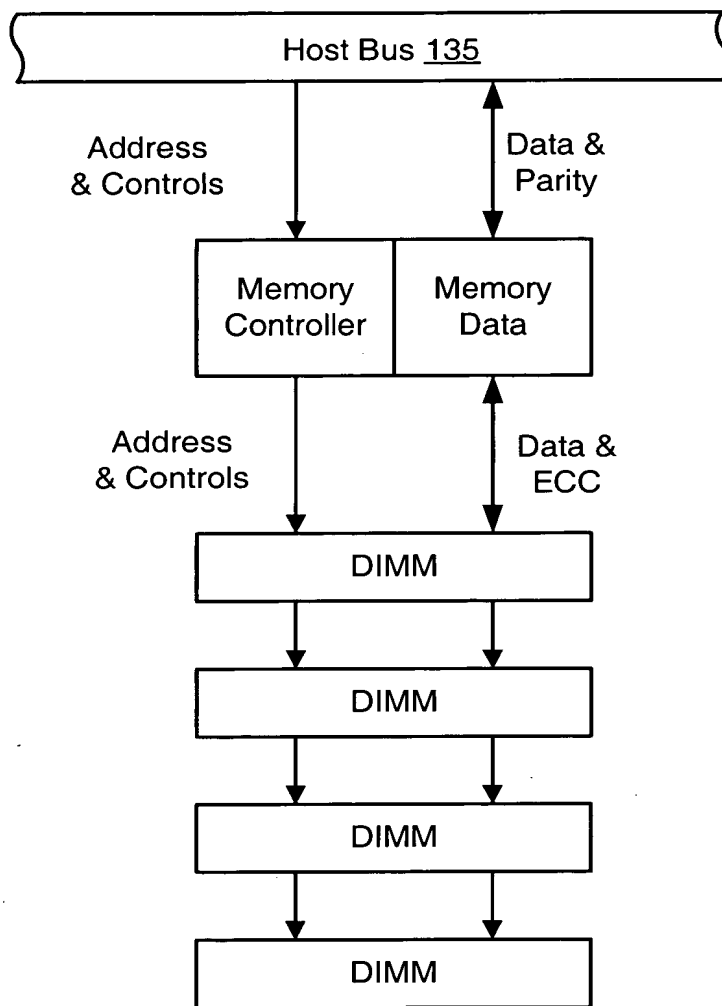 Host Bus 135
Address
& Controls
Data &
Parity
Memory
Controller
Memory
Data
Address
& Controls
Data &
ECC
DIMM
DIMM
DIMM
DIMM